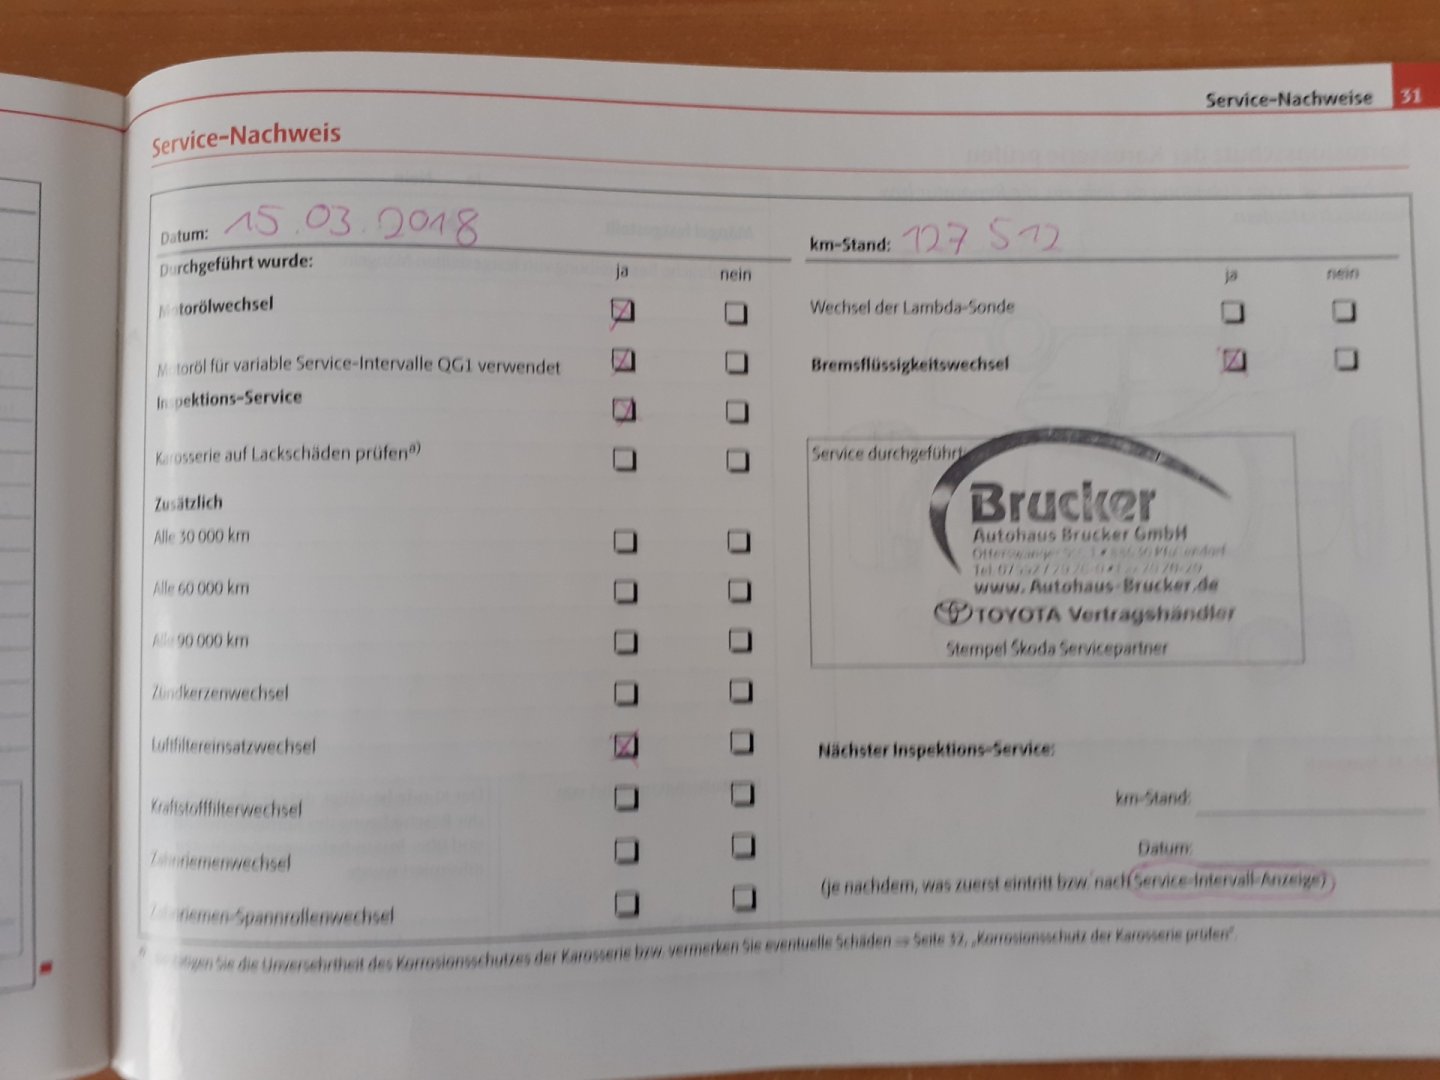 Service-Nachweise 31
Service-Nachweis
Datum: 15.03.2018
km-Stand: 127 512
Durchgeführt wurde: ja nein
ja nein
Motorölwechsel
Wechsel der Lambda-Sonde
Motoröl für variable Service-Intervalle QG1 verwendet
Bremsflüssigkeitswechsel
Inspektions-Service
Karosserie auf Lackschäden prüfen a)
Zusätzlich
Alle 30 000 km
Alle 60 000 km
Alle 90 000 km
Zündkerzenwechsel
Luftfiltereinsatzwechsel
Kraftstofffilterwechsel
Zahnriemenwechsel
Zahnriemen-Spannrollenwechsel
Service durchgeführt
Brucker
Autohaus Brucker GmbH
www.Autohaus-Brucker.de
TOYOTA Vertragshändler
Stempel Skoda Servicepartner
Nächster Inspektions-Service:
km-Stand:
Datum:
(je nachdem, was zuerst eintritt bzw. nach Service-Intervall-Anzeige)
a) Sie die Unversehrtheit des Korrosionsschutzes der Karosserie bzw. vermerken Sie eventuelle Schäden ⇒ Seite 32, „Korrosionsschutz der Karosserie prüfen“.